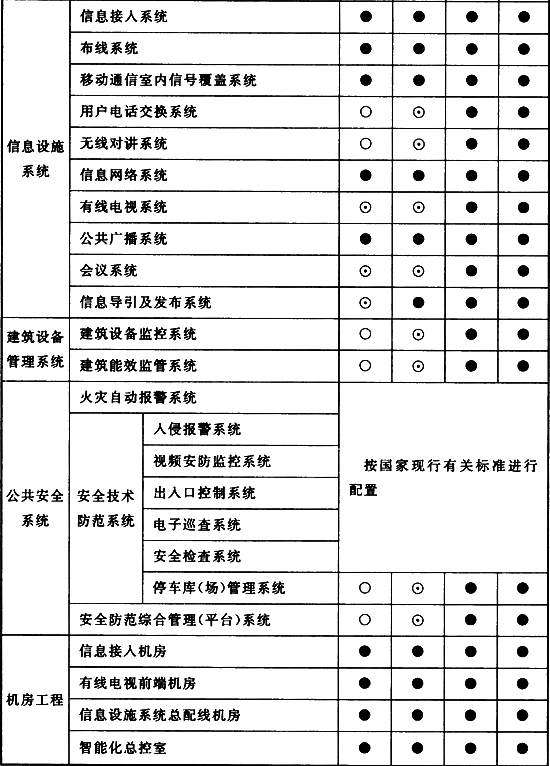 信息接入系统 ● ● ● ●
布线系统 ● ● ● ●
移动通信室内信号覆盖系统 ● ● ● ●
用户电话交换系统 ○ ⊙ ● ●
信息设施
系统
无线对讲系统 ○ ⊙ ● ●
信息网络系统 ● ● ● ●
有线电视系统 ⊙ ⊙ ● ●
公共广播系统 ● ● ● ●
会议系统 ⊙ ⊙ ● ●
信息导引及发布系统 ⊙ ● ● ●
建筑设备
管理系统
建筑设备监控系统 ○ ⊙ ● ●
建筑能效监管系统 ○ ⊙ ● ●
公共安全
系统
火灾自动报警系统
安全技术
防范系统
入侵报警系统
视频安防监控系统
出入口控制系统
电子巡查系统
安全检查系统
按国家现行有关标准进行
配置
停车库(场)管理系统 ○ ⊙ ● ●
安全防范综合管理(平台)系统 ○ ⊙ ● ●
机房工程
信息接入机房 ● ● ● ●
有线电视前端机房 ● ● ● ●
信息设施系统总配线机房 ● ● ● ●
智能化总控室 ● ● ● ●